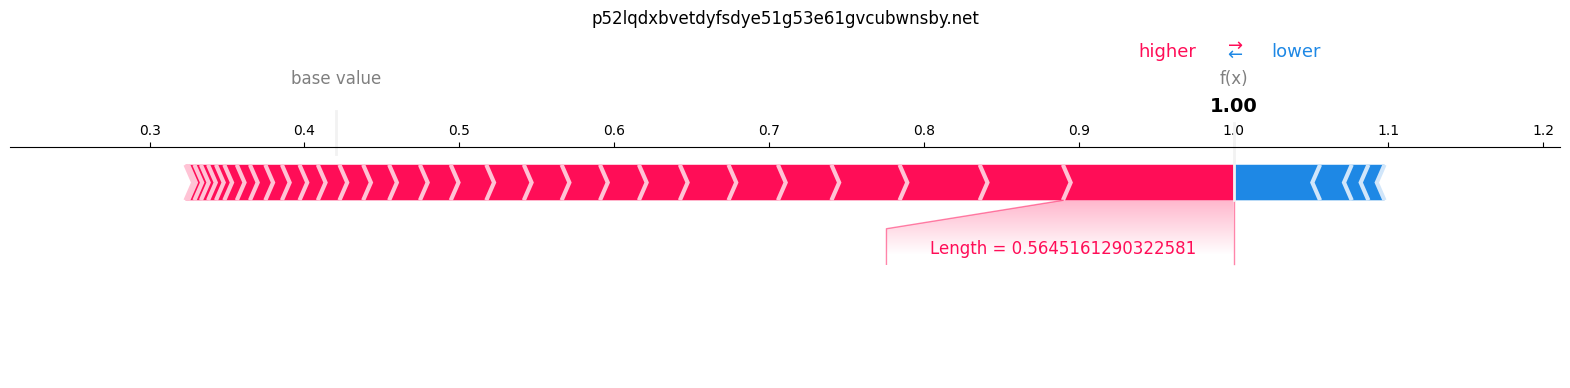 p52lqdxbvetdyfsdye51g53e61gvcubwnsby.net
higher → ← lower
base value f(x)
1.00
0.3 0.4 0.5 0.6 0.7 0.8 0.9 1.0 1.1 1.2
Length = 0.5645161290322581